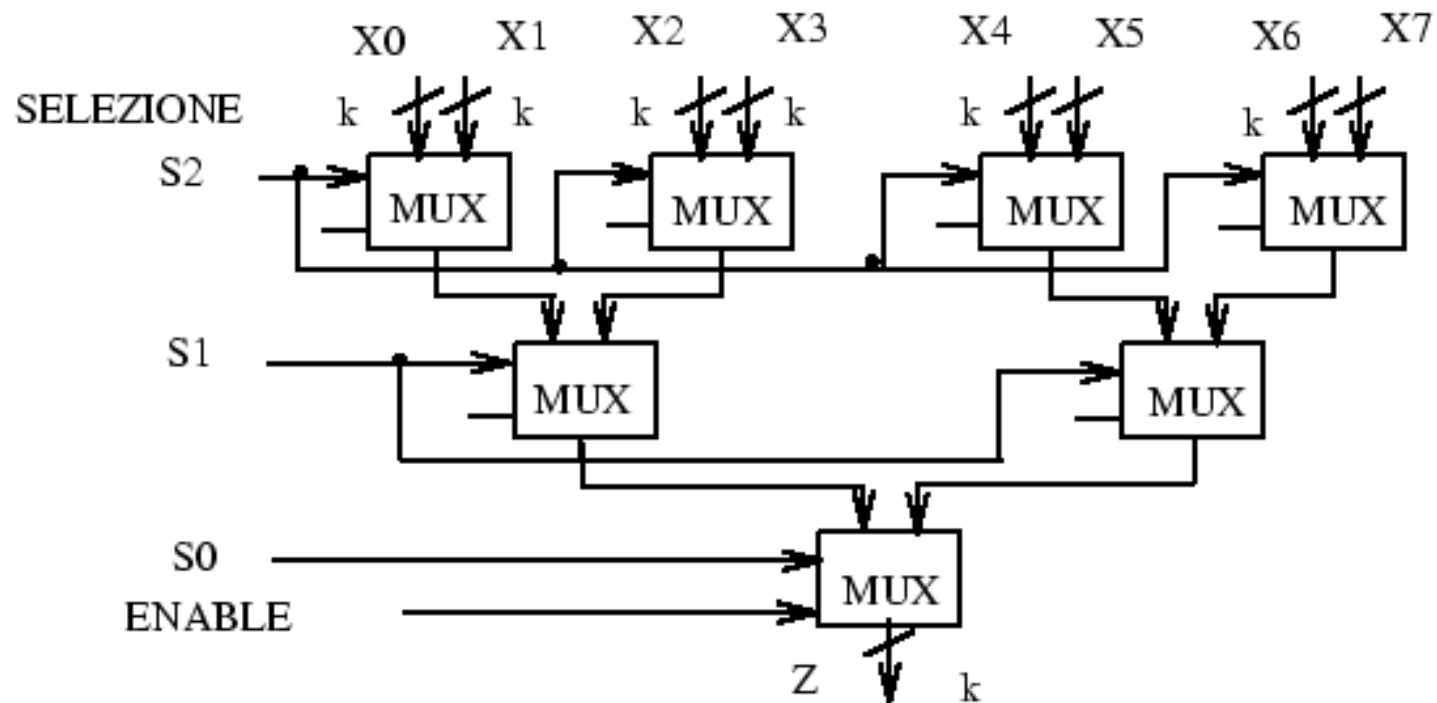 X0 X1 X2 X3 X4 X5 X6 X7
SELEZIONE
k k k k k k
S2
MUX MUX MUX MUX
S1
MUX MUX
S0
MUX
ENABLE
Z k